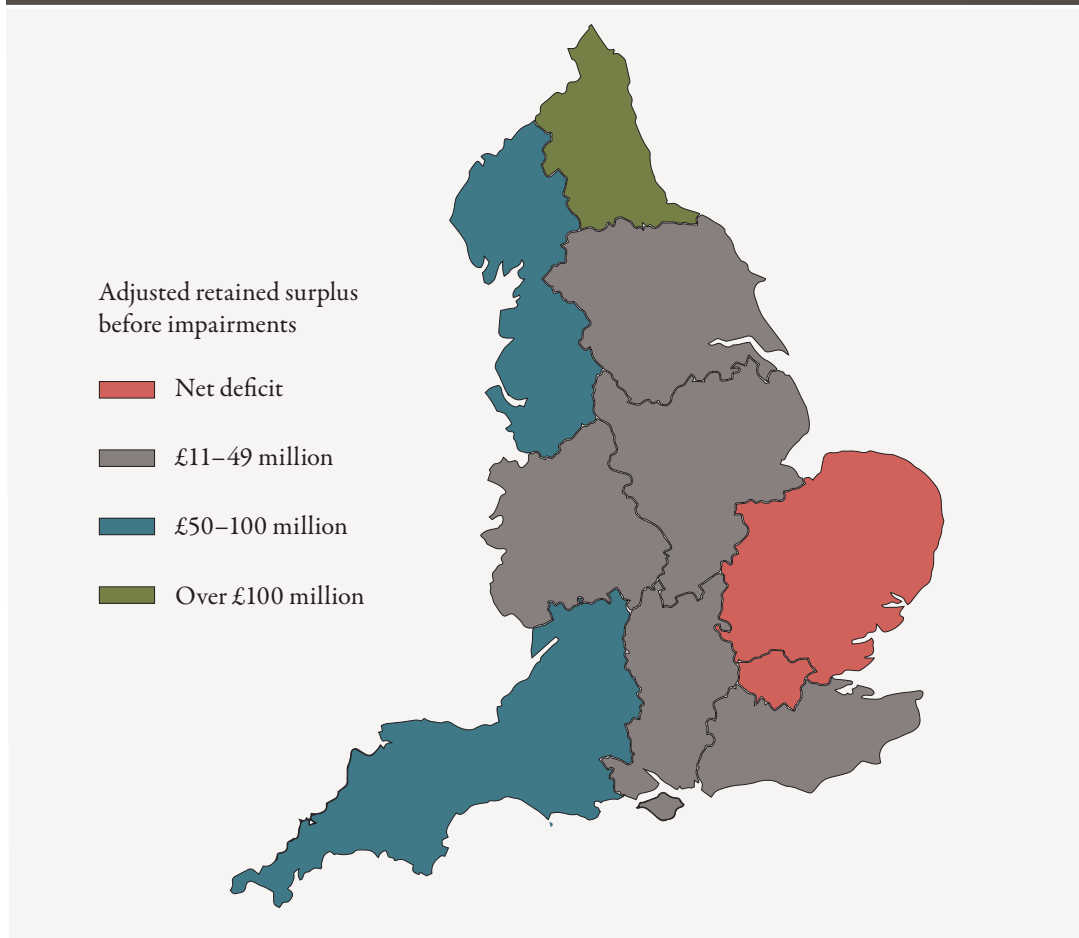 Adjusted retained surplus
before impairments
Net deficit
£11–49 million
£50–100 million
Over £100 million